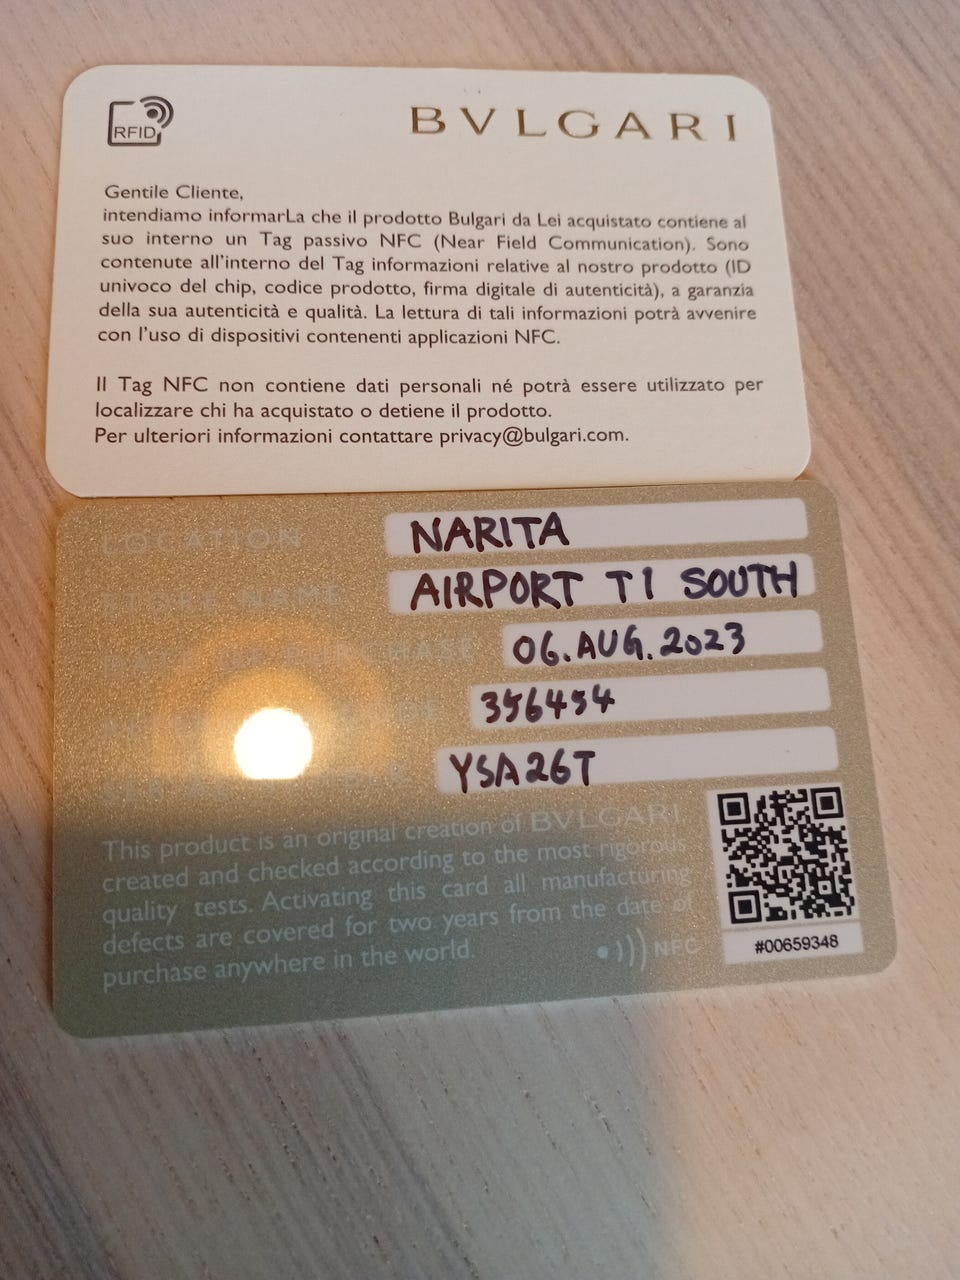 RFID
BVLGARI
Gentile Cliente,
intendiamo informarLa che il prodotto Bulgari da Lei acquistato contiene al
suo interno un Tag passivo NFC (Near Field Communication). Sono
contenute all'interno del Tag informazioni relative al nostro prodotto (ID
univoco del chip, codice prodotto, firma digitale di autenticità), a garanzia
della sua autenticità e qualità. La lettura di tali informazioni potrà avvenire
con l'uso di dispositivi contenenti applicazioni NFC.
Il Tag NFC non contiene dati personali né potrà essere utilizzato per
localizzare chi ha acquistato o detiene il prodotto.
Per ulteriori informazioni contattare privacy@bulgari.com.
LOCATION NARITA
STORE NAME AIRPORT T1 SOUTH
DATE OF PURCHASE 06.AUG.2023
356454
YSA26T
This product is an original creation of BVLGARI,
created and checked according to the most rigorous
quality tests. Activating this card all manufacturing
defects are covered for two years from the date of
purchase anywhere in the world.
NFC
#00659348